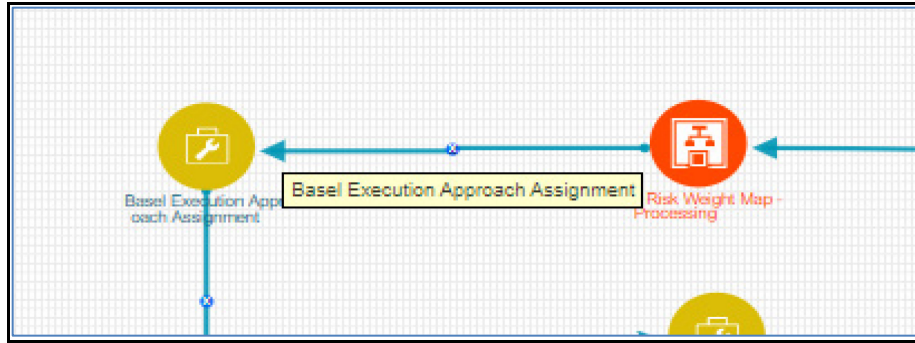 Basel Execution Appr
oach Assignment
Basel Execution Approach Assignment
Risk Weight Map -
Processing